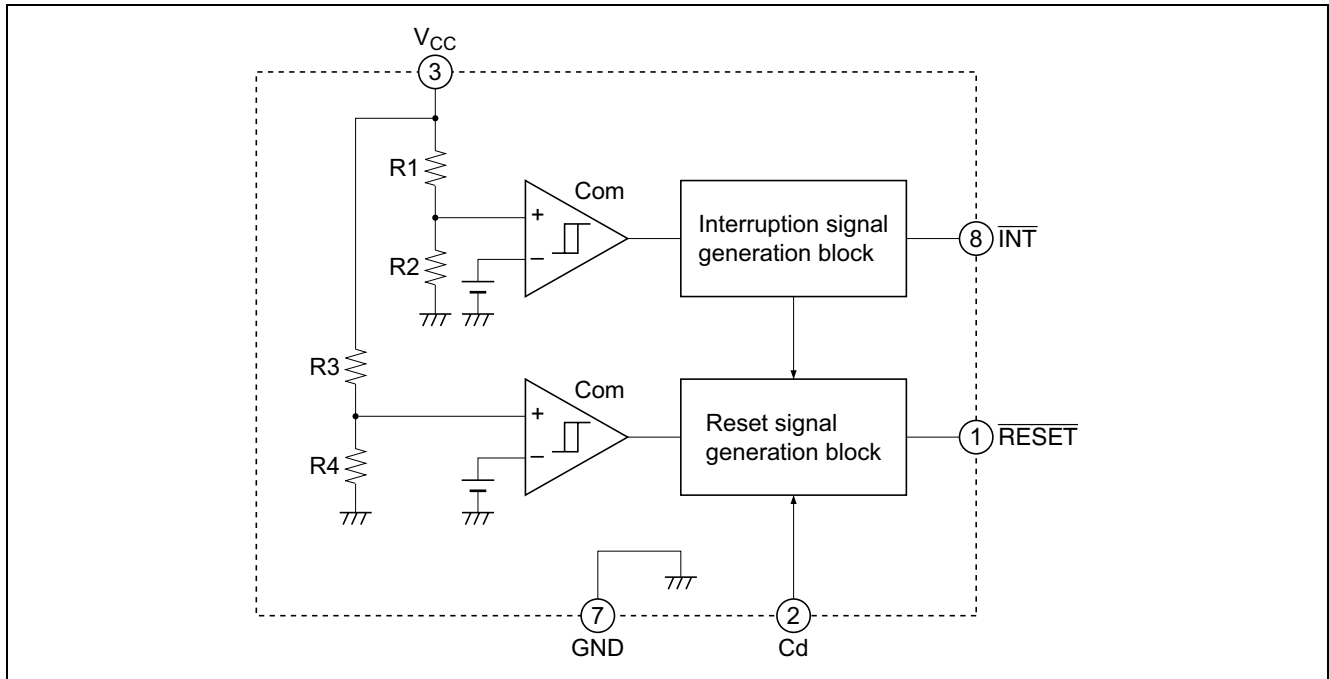 VCC
3
R1
Com
+
−
Interruption signal
generation block
8 INT
R2
R3
Com
+
−
Reset signal
generation block
1 RESET
R4
7
GND
2
Cd